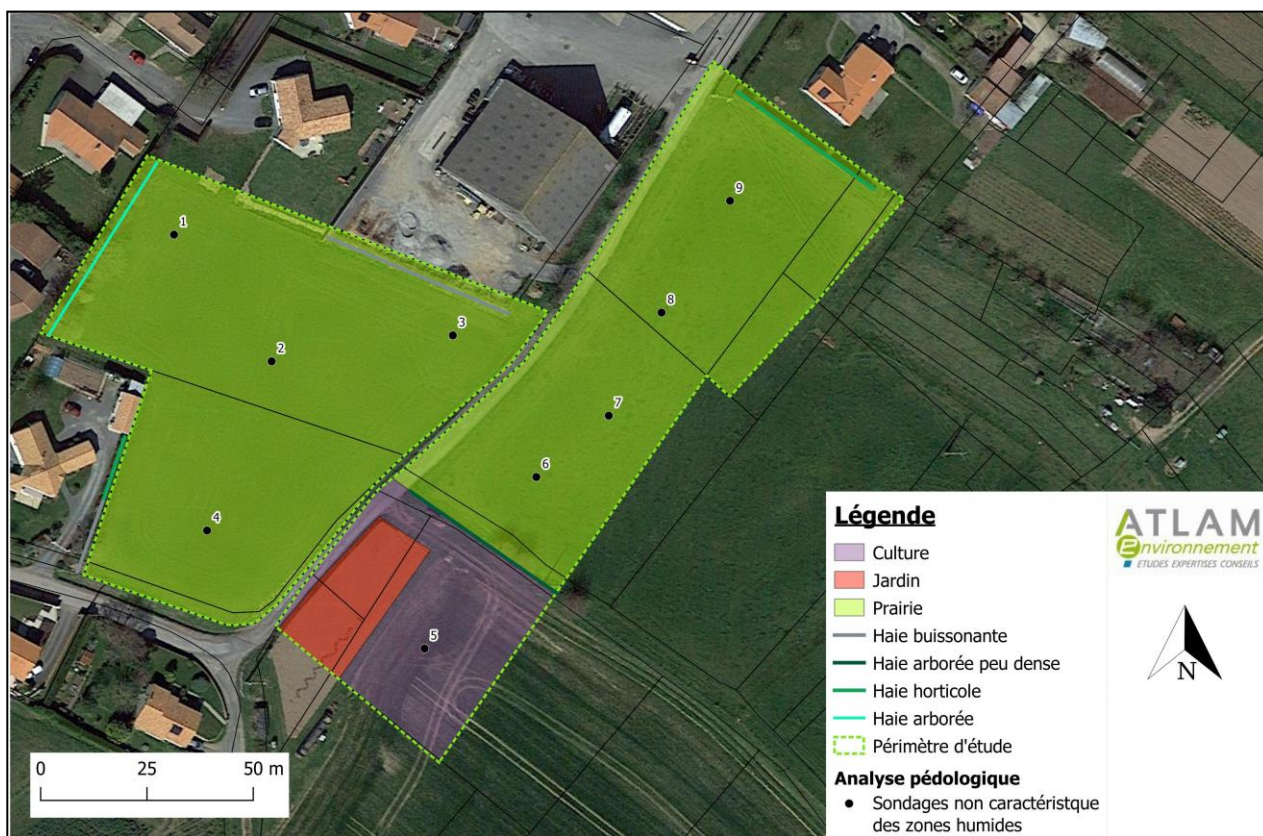 1
2
3
4
5
6
7
8
9
0 25 50 m
Légende
Culture
Jardin
Prairie
Haie buissonante
Haie arborée peu dense
Haie horticole
Haie arborée
Périmètre d'étude
Analyse pédologique
Sondages non caractéristque
des zones humides
ATLAM
environnement
ETUDES EXPERTISES CONSEILS
N